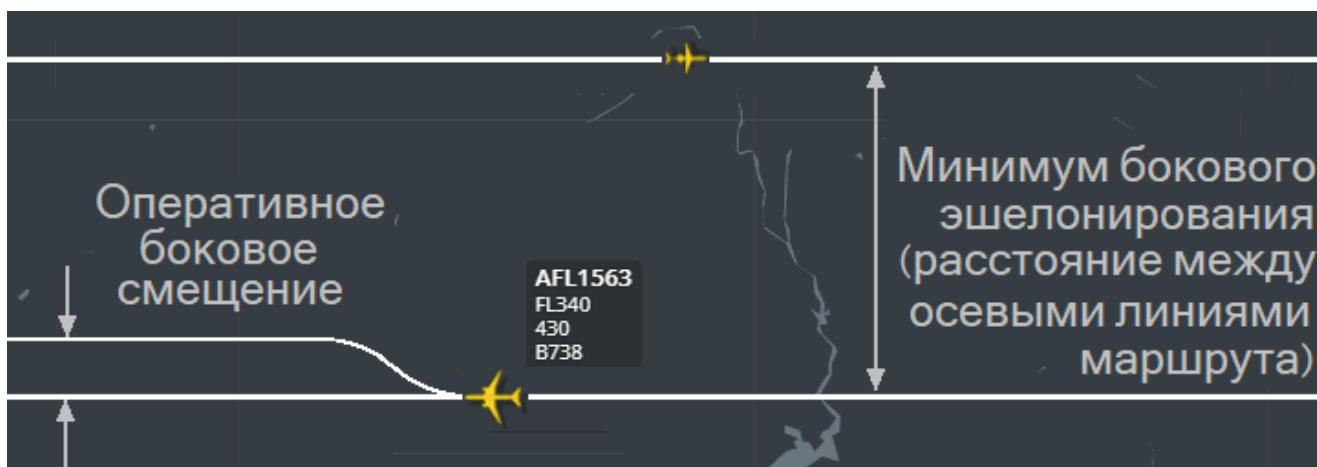 Оперативное
боковое
смещение
AFL1563
FL340
430
B738
Минимум бокового
эшелонирования
(расстояние между
осевыми линиями
маршрута)